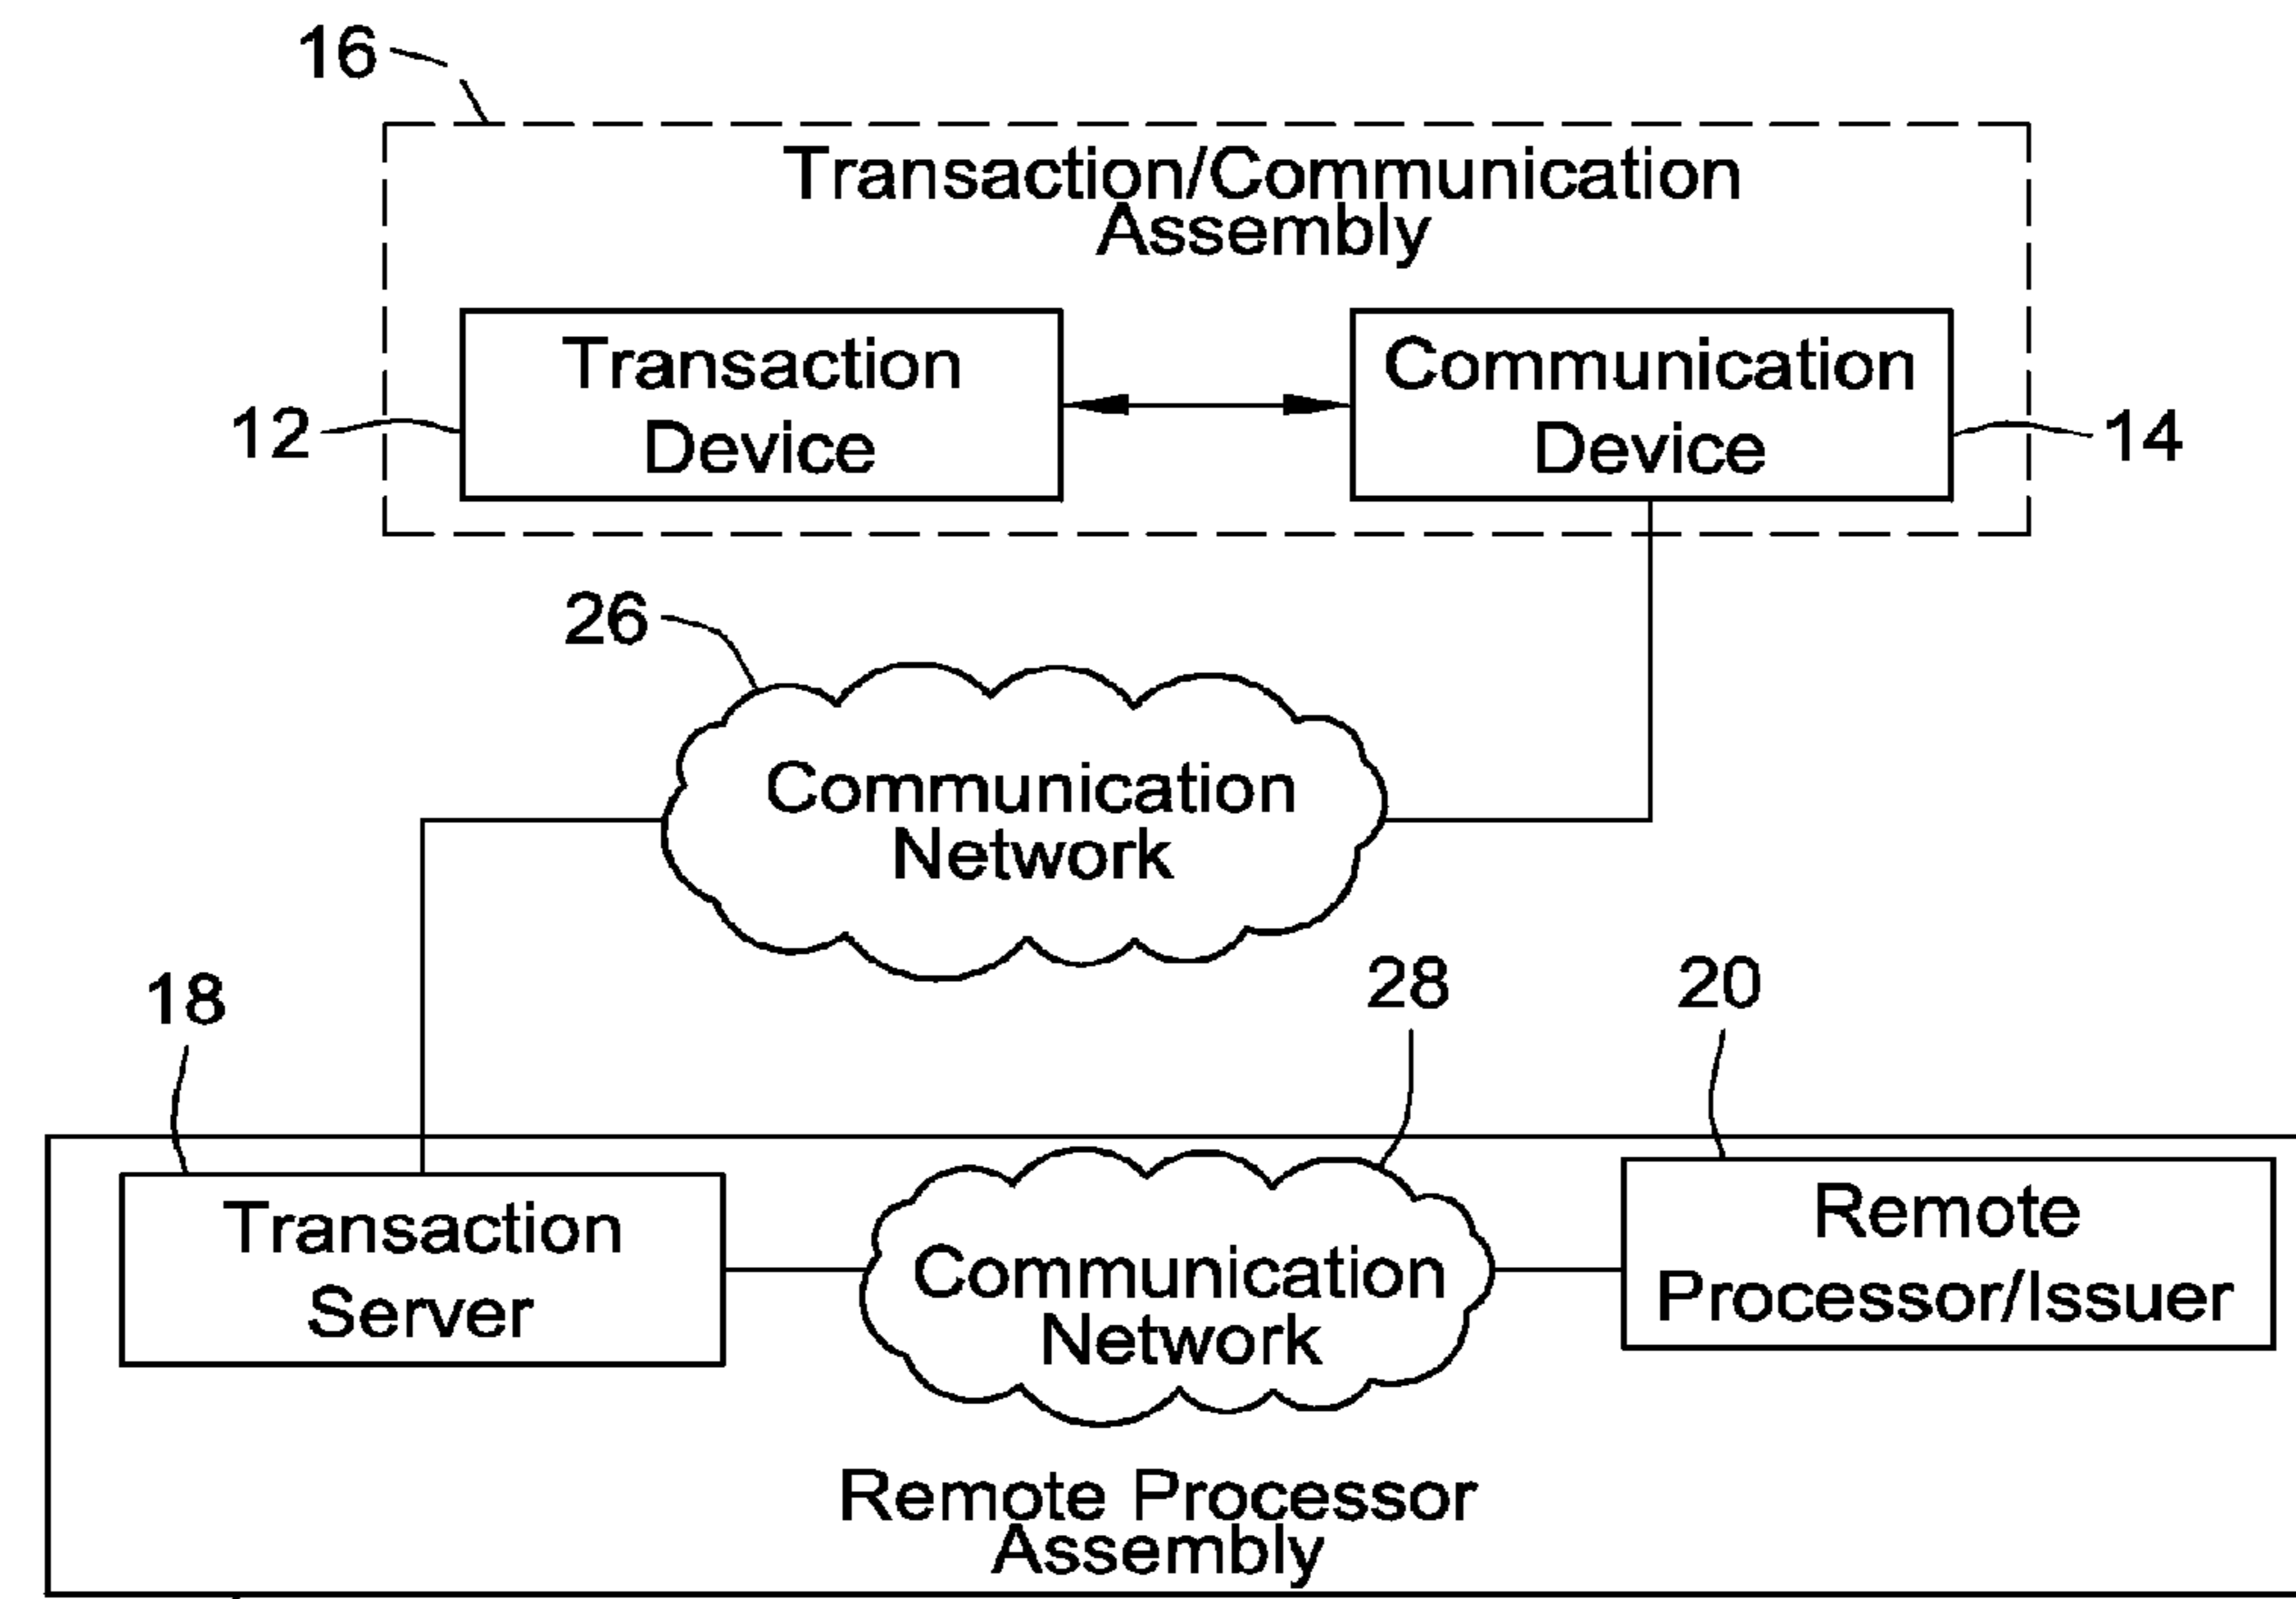 16
Transaction/Communication
Assembly
Transaction
Device
Communication
Device
12
14
26
Communication
Network
18
28
20
Transaction
Server
Communication
Network
Remote
Processor/Issuer
Remote Processor
Assembly